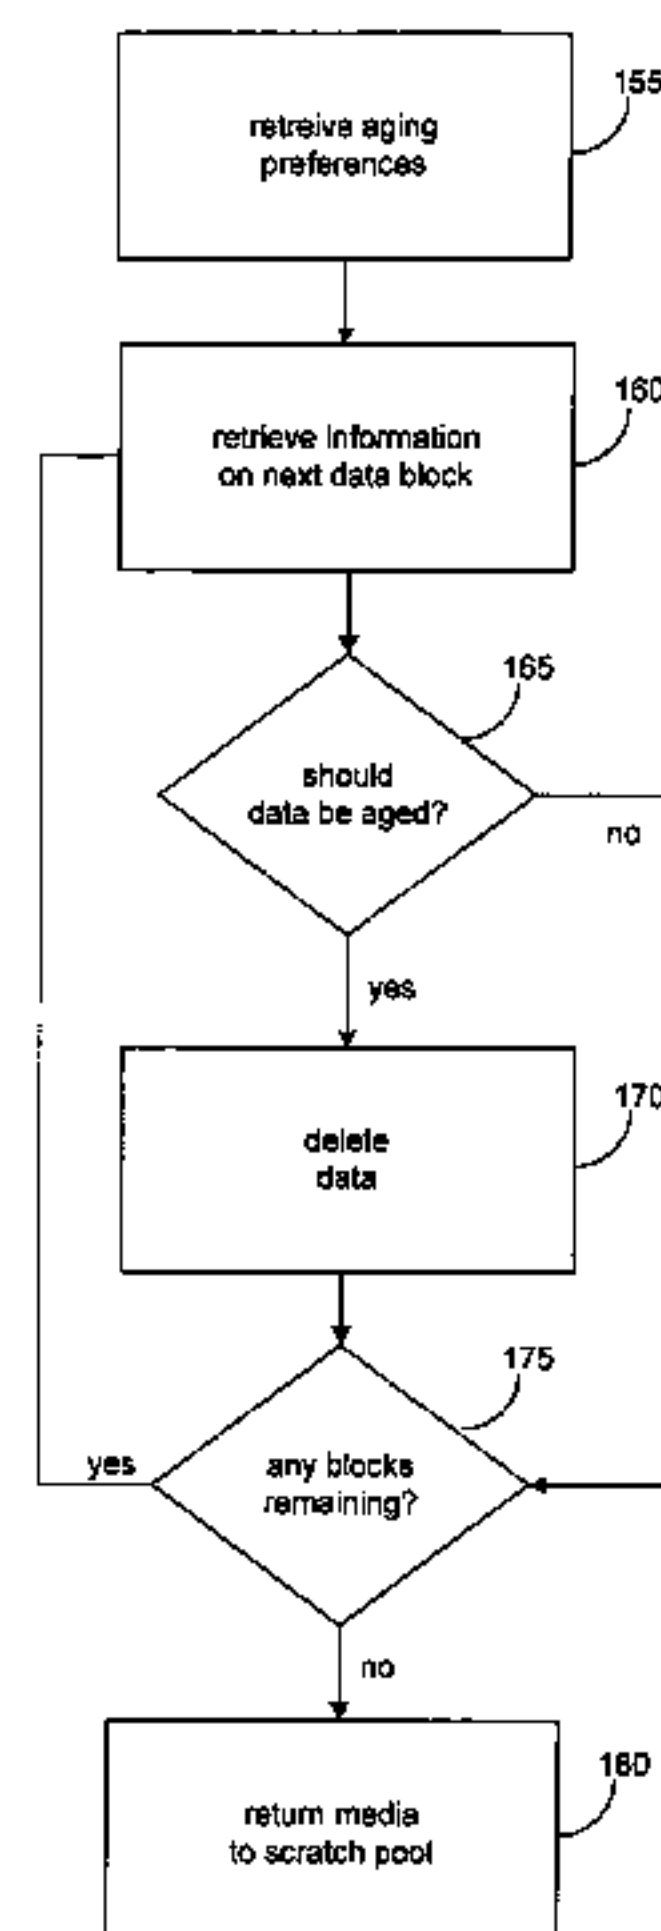 155
retreive aging
preferences
160
retrieve information
on next data block
165
should
data be aged?
no
yes
170
delete
data
175
yes
any blocks
remaining?
no
180
return media
to scratch pool